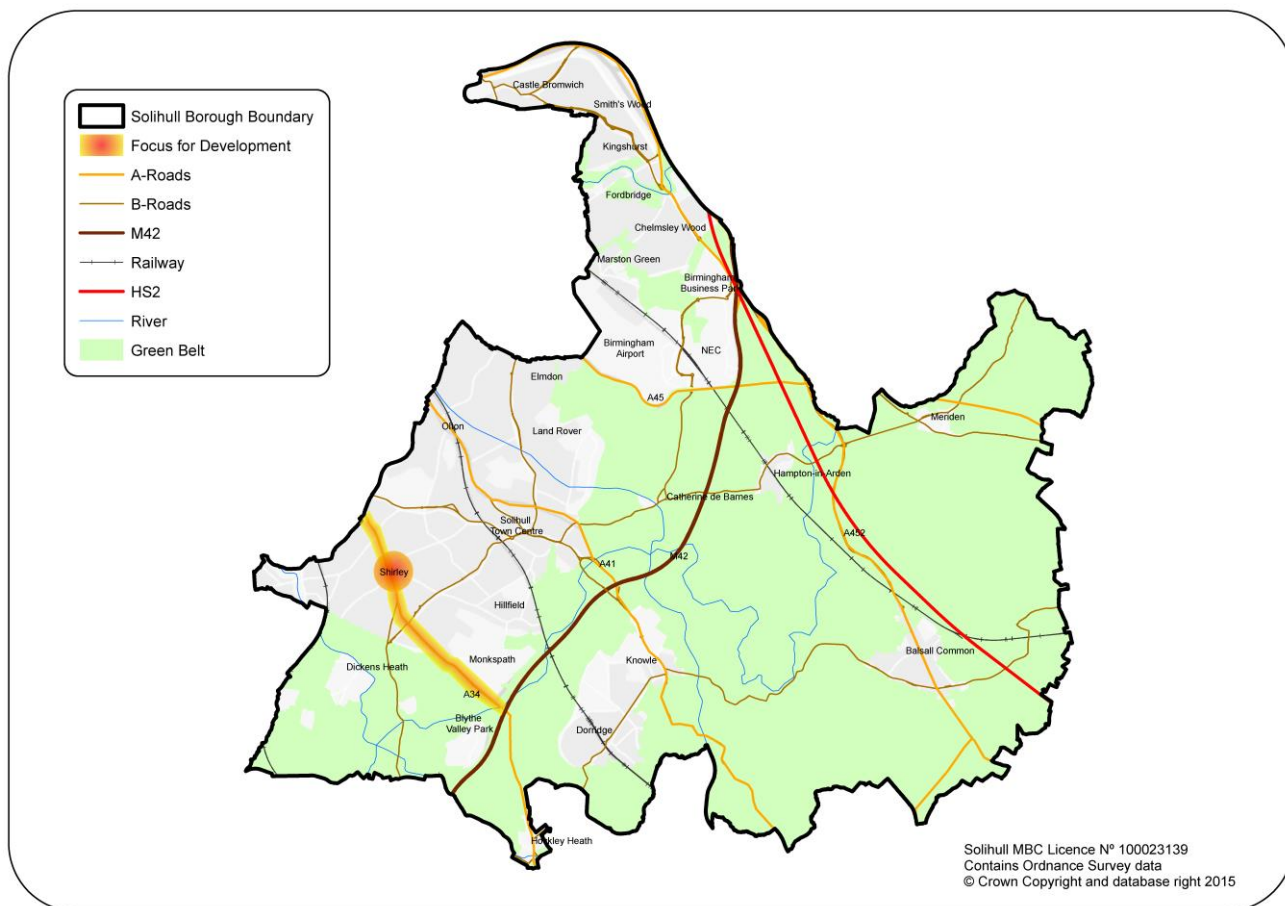 Solihull Borough Boundary
Focus for Development
A-Roads
B-Roads
M42
Railway
HS2
River
Green Belt
Castle Bromwich
Smith's Wood
Kingshurst
Fordbridge
Chelmsley Wood
Marston Green
Birmingham
Business Park
Birmingham
Airport
NEC
Elmdon
A45
Land Rover
Olton
Meriden
Hampton-in-Arden
Catherine de Barnes
Solihull
Town Centre
A452
M42
A41
Shirley
Hillfield
Balsall Common
Knowle
Monkspath
Dickens Heath
A34
Blythe
Valley Park
Dorridge
Hockley Heath
Solihull MBC Licence Nº 100023139
Contains Ordnance Survey data
© Crown Copyright and database right 2015